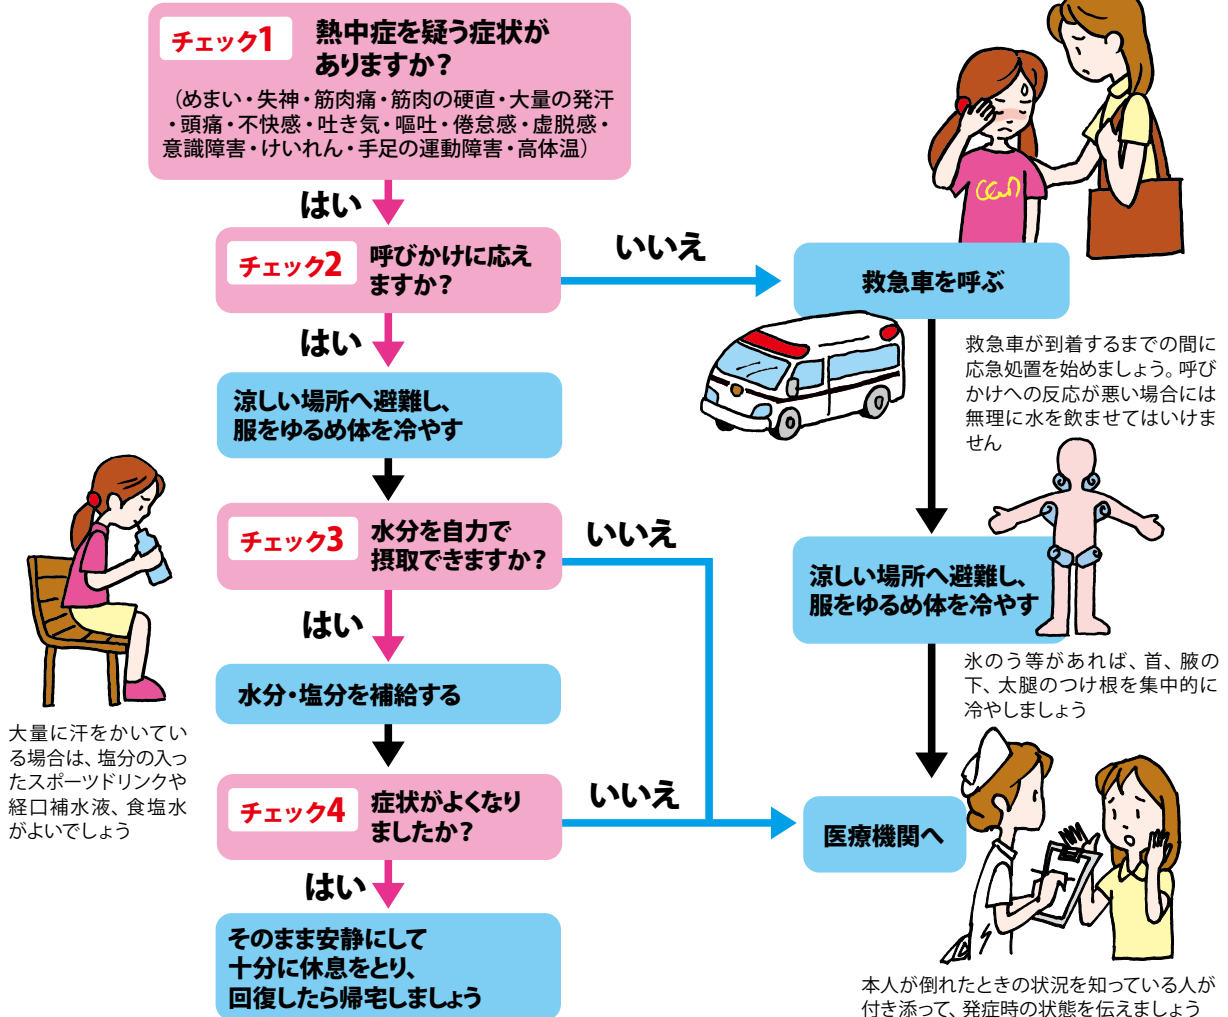 チェック1
熱中症を疑う症状が
ありますか？
（めまい・失神・筋肉痛・筋肉の硬直・大量の発汗
・頭痛・不快感・吐き気・嘔吐・倦怠感・虚脱感・
意識障害・けいれん・手足の運動障害・高体温）
はい
チェック2
呼びかけに応え
ますか？
いいえ
救急車を呼ぶ
救急車が到着するまでの間に
応急処置を始めましょう。呼び
かけへの反応が悪い場合には
無理に水を飲ませてはいけま
せん
はい
涼しい場所へ避難し、
服をゆるめ体を冷やす
チェック3
水分を自力で
摂取できますか？
いいえ
涼しい場所へ避難し、
服をゆるめ体を冷やす
氷のう等があれば、首、腋の
下、太腿のつけ根を集中的に
冷やしましょう
はい
水分・塩分を補給する
大量に汗をかいてい
る場合は、塩分の入っ
たスポーツドリンクや
経口補水液、食塩水
がよいでしょう
チェック4
症状がよくなり
ましたか？
いいえ
医療機関へ
本人が倒れたときの状況を知っている人が
付き添って、発症時の状態を伝えましょう
はい
そのまま安静にして
十分に休息をとり、
回復したら帰宅しましょう